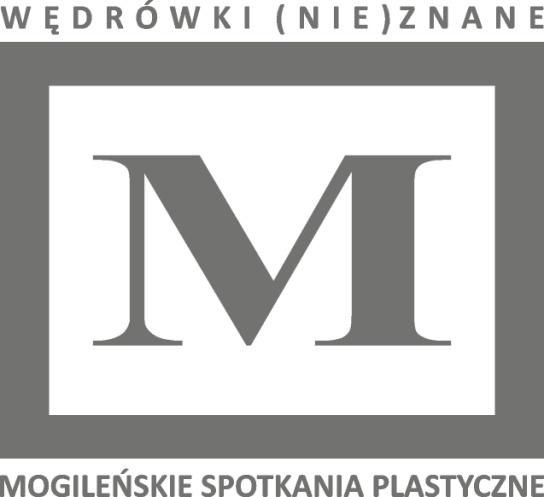 WĘDRÓWKI (NIE)ZNANE
M
MOGILEŃSKIE SPOTKANIA PLASTYCZNE